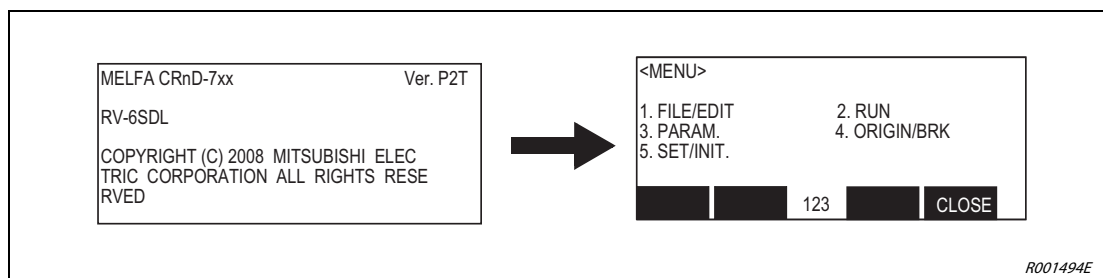 MELFA CRnD-7xx Ver. P2T
RV-6SDL
COPYRIGHT (C) 2008 MITSUBISHI ELEC
TRIC CORPORATION ALL RIGHTS RESE
RVED
<MENU>
1. FILE/EDIT 2. RUN
3. PARAM. 4. ORIGIN/BRK
5. SET/INIT.
123 CLOSE
R001494E